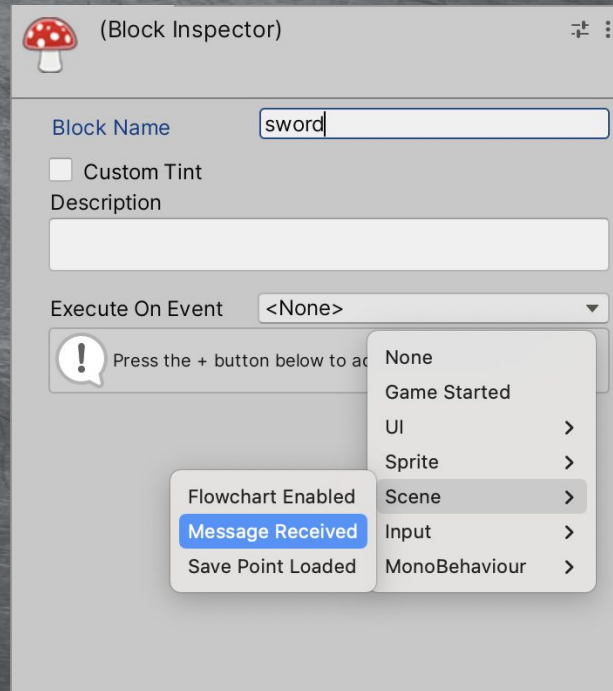 (Block Inspector)
Block Name sword
Custom Tint
Description
Execute On Event <None>
Press the + button below to ad
None
Game Started
UI
Sprite
Scene
Input
MonoBehaviour
Flowchart Enabled
Message Received
Save Point Loaded